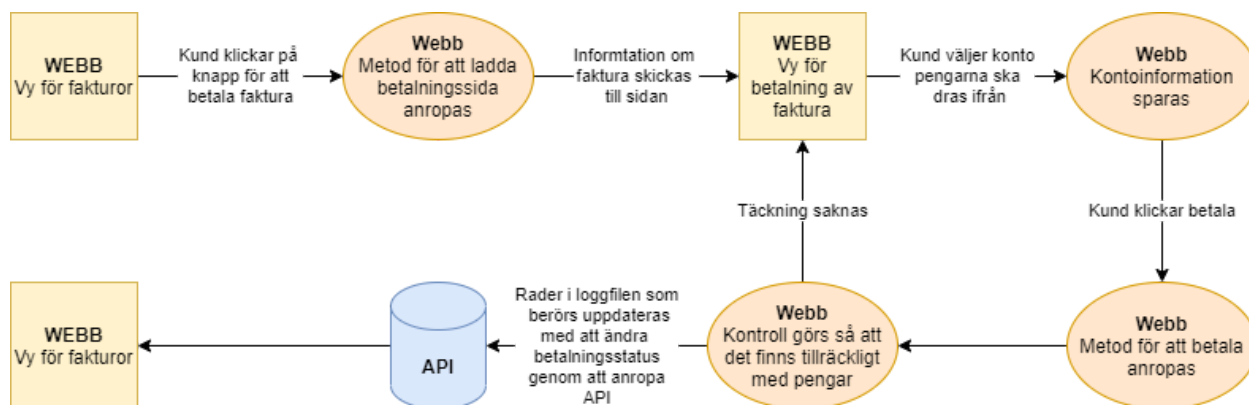 WEBB
Vy för fakturor
Kund klickar på
knapp för att
betala faktura
Webb
Metod för att ladda
betalningssida
anropas
Informtation om
faktura skickas
till sidan
WEBB
Vy för
betalning av
faktura
Kund väljer konto
pengarna ska
dras ifrån
Webb
Kontoinformation
sparas
Täckning saknas
Kund klickar betala
WEBB
Vy för fakturor
API
Rader i loggfilen som
berörs uppdateras
med att ändra
betalningsstatus
genom att anropa
API
Webb
Kontroll görs så att
det finns tillräckligt
med pengar
Webb
Metod för att betala
anropas